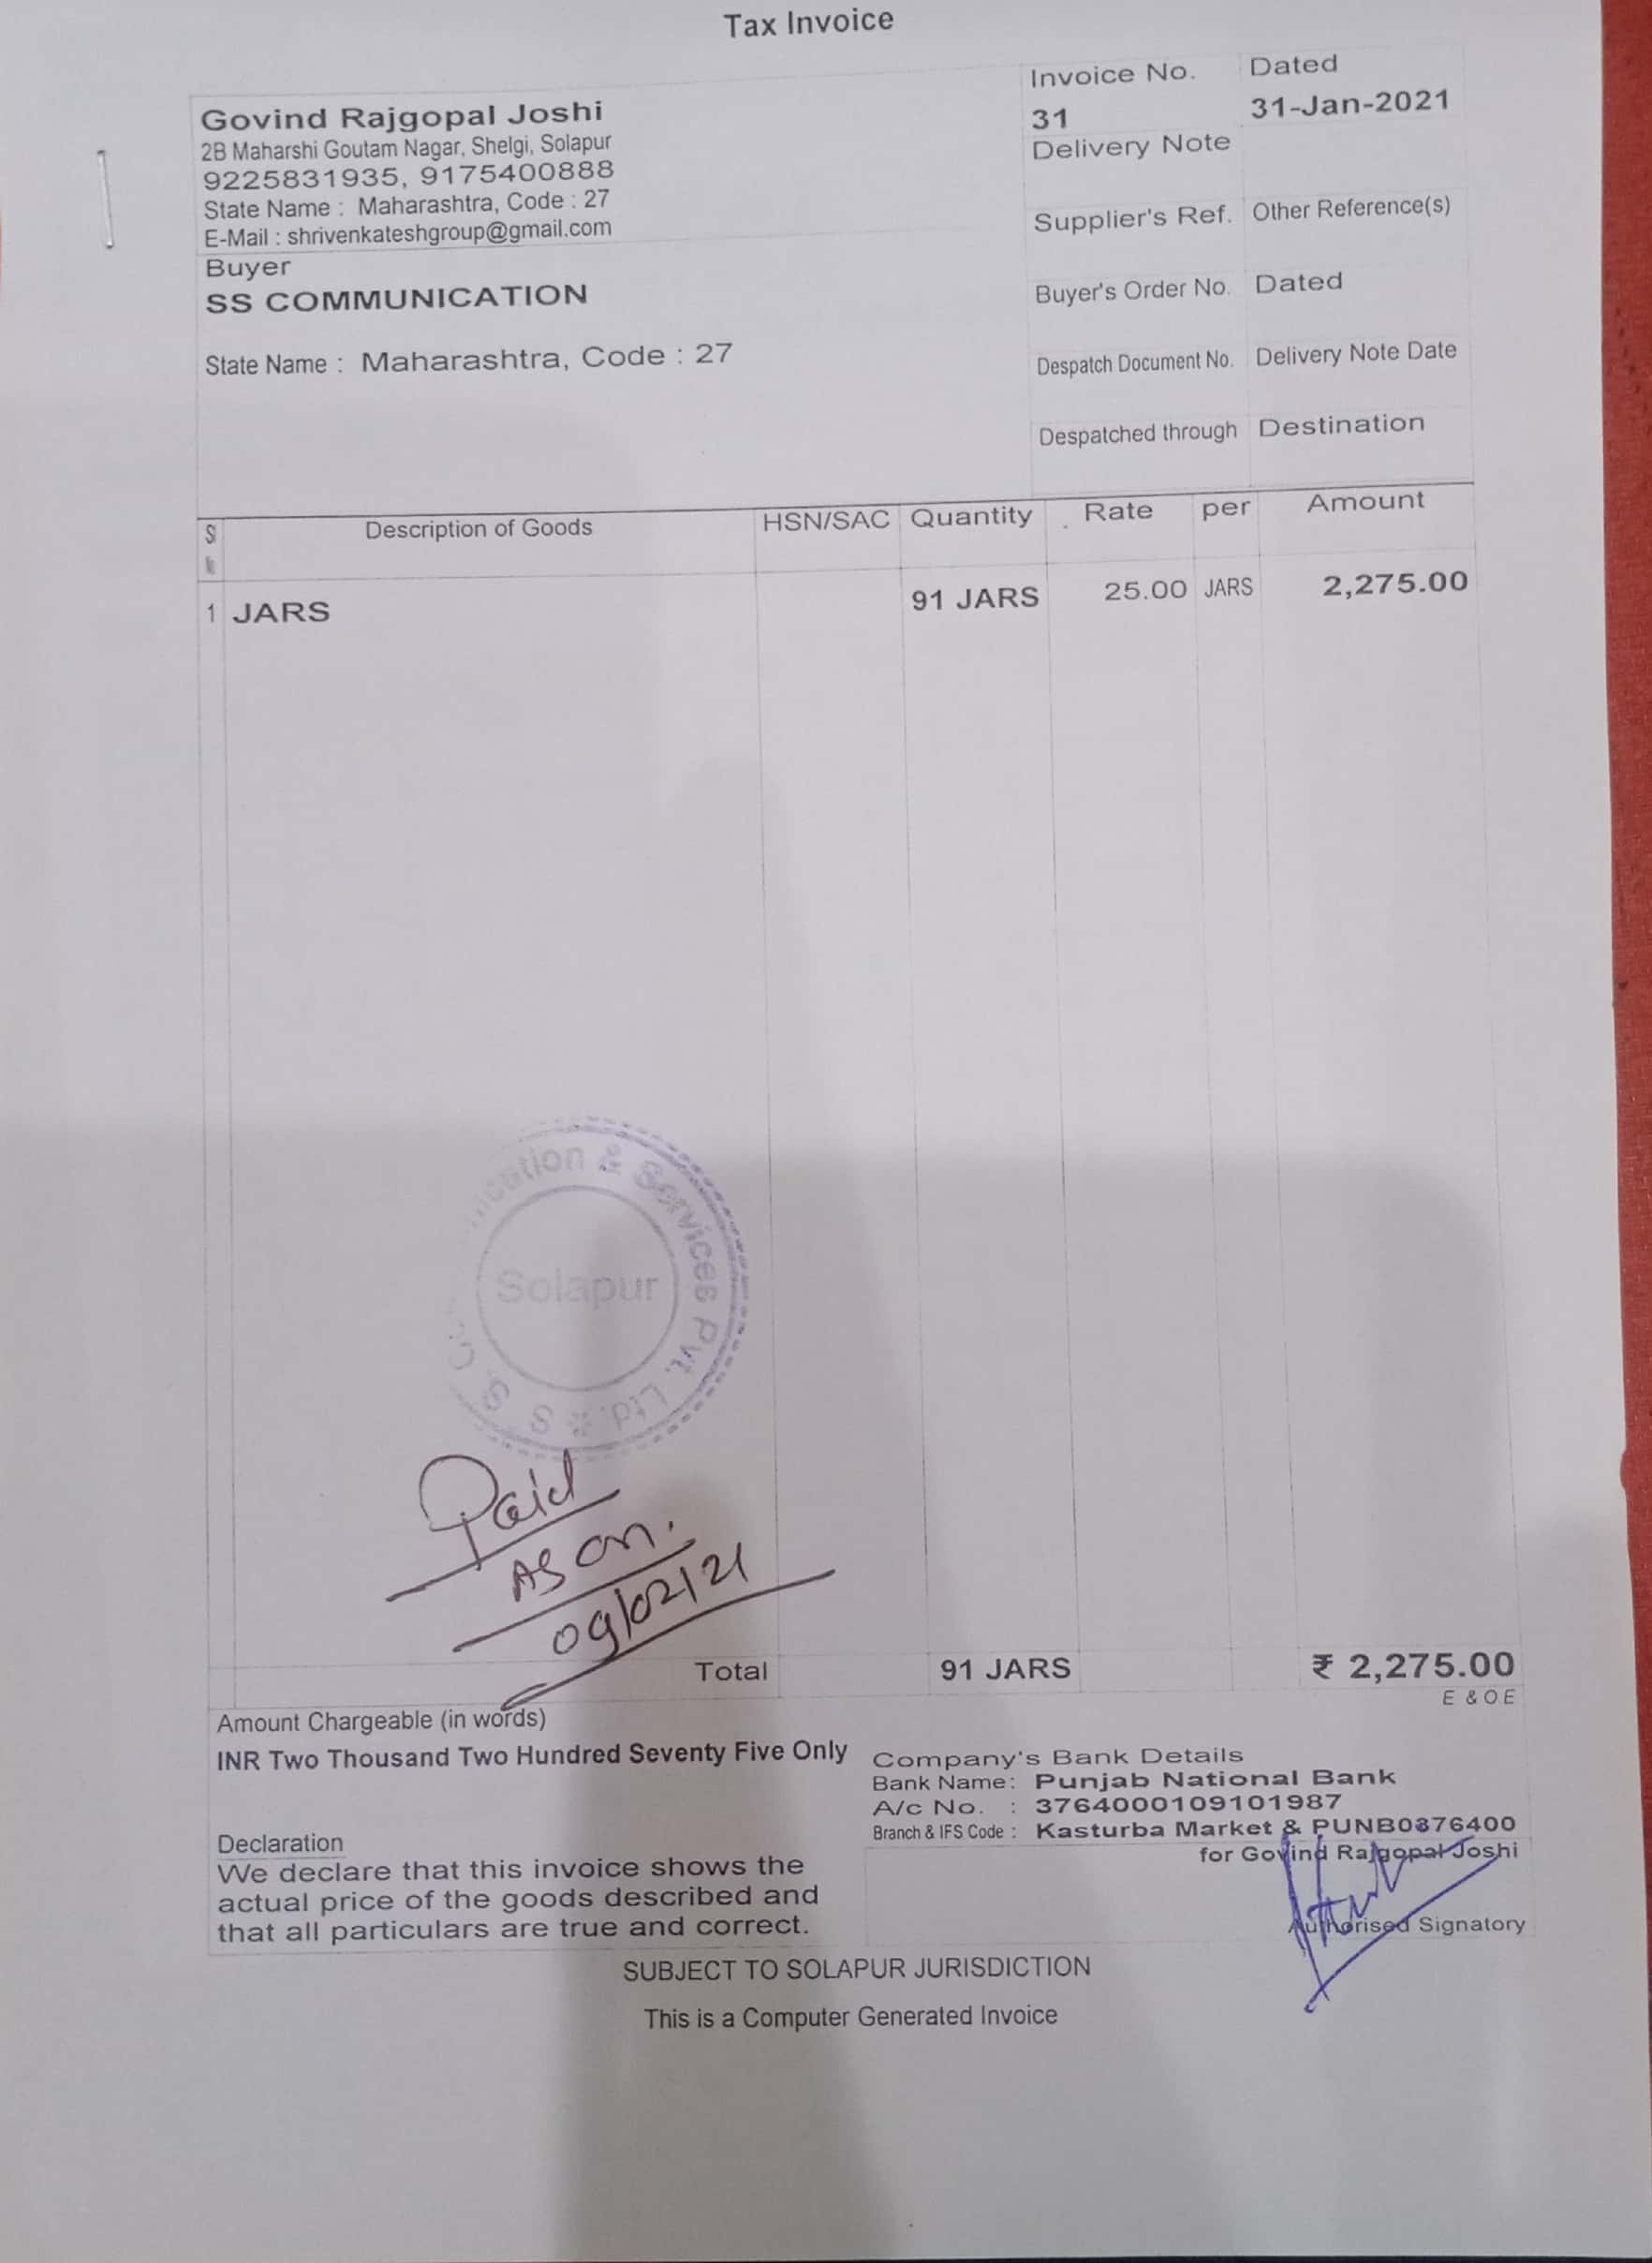 Tax Invoice
Govind Rajgopal Joshi
2B Maharshi Goutam Nagar, Shelgi, Solapur
9225831935, 9175400888
State Name : Maharashtra, Code : 27
E-Mail : shrivenkateshgroup@gmail.com
Buyer
SS COMMUNICATION
State Name : Maharashtra, Code : 27
Invoice No. Dated
31 31-Jan-2021
Delivery Note
Supplier's Ref. Other Reference(s)
Buyer's Order No. Dated
Despatch Document No. Delivery Note Date
Despatched through Destination
Description of Goods HSN/SAC Quantity Rate per Amount
1 JARS 91 JARS 25.00 JARS 2,275.00
Services Pvt. Ltd. * S S
Solapur
Paid
As on.
09/02/21
Total 91 JARS ₹ 2,275.00
E & O E
Amount Chargeable (in words)
INR Two Thousand Two Hundred Seventy Five Only
Company's Bank Details
Bank Name: Punjab National Bank
A/c No. : 3764000109101987
Branch & IFS Code : Kasturba Market & PUNB0376400
Declaration
We declare that this invoice shows the
actual price of the goods described and
that all particulars are true and correct.
for Govind Rajgopal Joshi
Authorised Signatory
SUBJECT TO SOLAPUR JURISDICTION
This is a Computer Generated Invoice